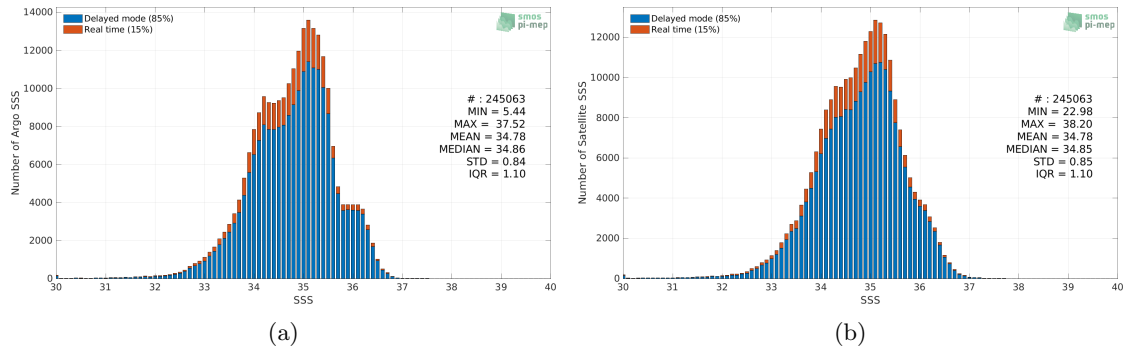 Delayed mode (85%)
Real time (15%)
smos
pi-mep
# : 245063
MIN = 5.44
MAX = 37.52
MEAN = 34.78
MEDIAN = 34.86
STD = 0.84
IQR = 1.10
Number of Argo SSS
14000
12000
10000
8000
6000
4000
2000
0
30 31 32 33 34 35 36 37 38 39 40
SSS
(a)
Delayed mode (85%)
Real time (15%)
smos
pi-mep
# : 245063
MIN = 22.98
MAX = 38.20
MEAN = 34.78
MEDIAN = 34.85
STD = 0.85
IQR = 1.10
Number of Satellite SSS
12000
10000
8000
6000
4000
2000
0
30 31 32 33 34 35 36 37 38 39 40
SSS
(b)